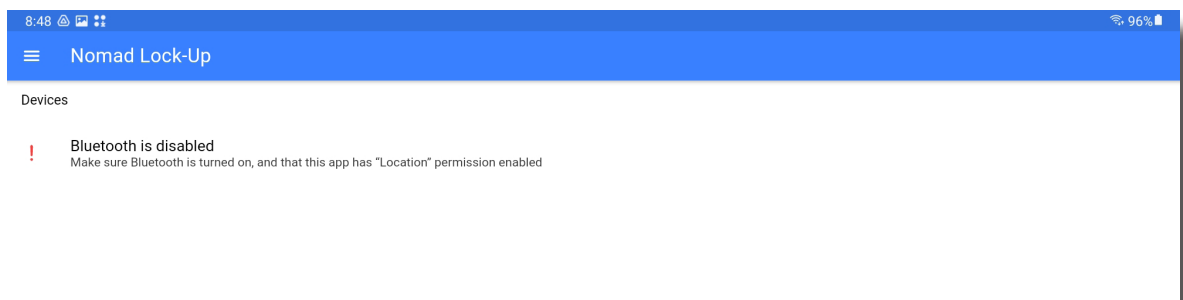 8:48 96%
Nomad Lock-Up
Devices
Bluetooth is disabled
Make sure Bluetooth is turned on, and that this app has “Location” permission enabled